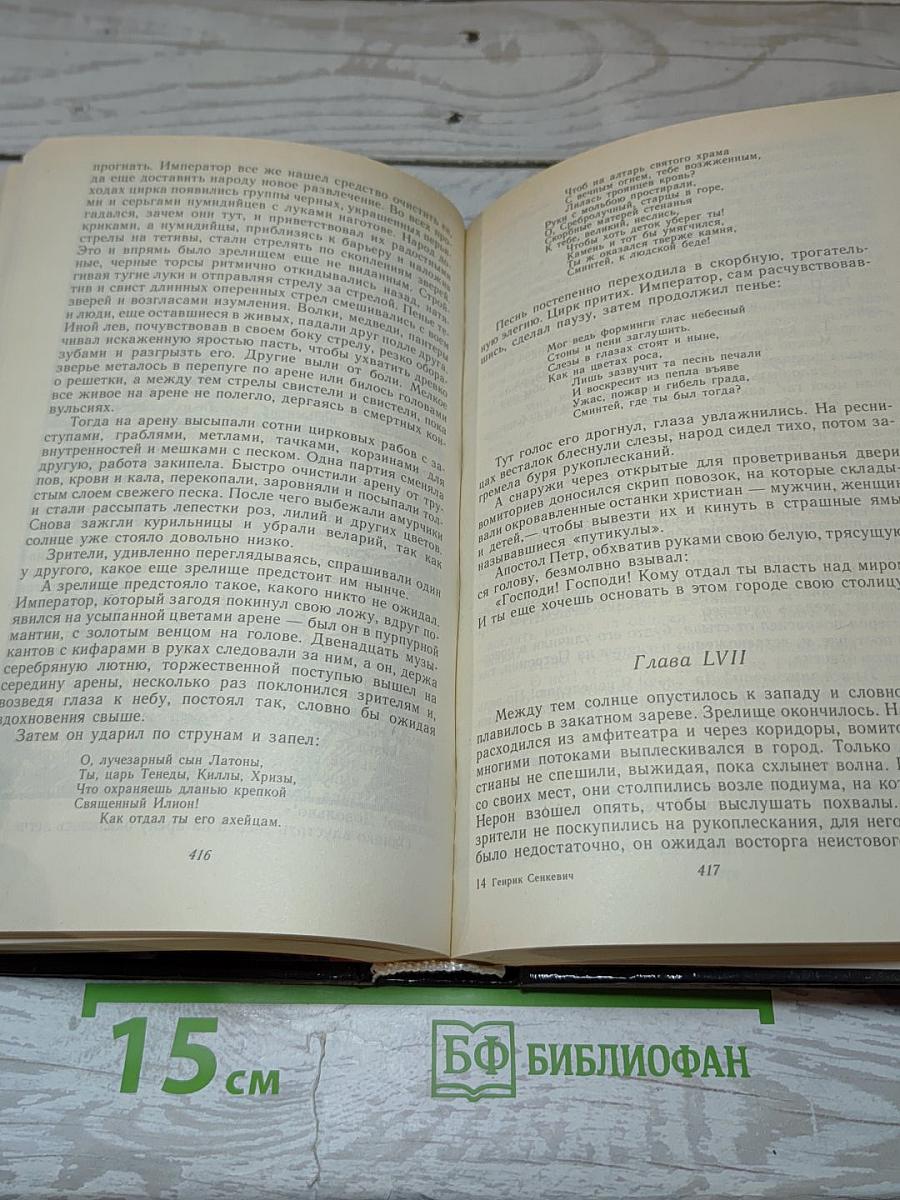 прогнать. Император все же нашел средство очистить ее
да еще доставить народу новое развлечение. Во всех про-
ходах цирка появились группы черных, украшенных перья-
ми и серьгами нумидийцев с луками наготове. Народ до-
гадался, зачем они тут, и приветствовал их радостными
криками, а нумидийцы, приблизясь к барьеру и наложив
стрелы на тетивы, стали стрелять по скоплениям зверей.
Это и впрямь было зрелищем еще не виданным. Строй-
ные, черные торсы ритмично откидывались назад, натя-
гивая тугие луки и отправляя стрелу за стрелой. Пенье те-
тив и свист длинных оперенных стрел смешивались с воем
зверей и возгласами изумления. Волки, медведи, пантеры
и люди, еще оставшиеся в живых, падали друг подле друга.
Иной лев, почувствовав в своем боку стрелу, резко обора-
чивал искаженную яростью пасть, чтобы ухватить древко
зубами и разгрызть его. Другие выли от боли. Мелкое
зверье металось в перепуге по арене или билось головами
о решетки, а между тем стрелы свистели и свистели, пока
все живое на арене не полегло, дергаясь в смертных кон-
вульсиях.
Тогда на арену высыпали сотни цирковых рабов с за-
ступами, граблями, метлами, тачками, корзинами для
внутренностей и мешками с песком. Одна партия сменяла
другую, работа закипела. Быстро очистили арену от тру-
пов, крови и кала, перекопали, заровняли и посыпали тол-
стым слоем свежего песка. После чего выбежали амурчики
и стали рассыпать лепестки роз, лилий и других цветов.
Снова зажгли курильницы и убрали веларий, так как
солнце уже стояло довольно низко.
Зрители, удивленно переглядываясь, спрашивали один
у другого, какое еще зрелище предстоит им нынче.
А зрелище предстояло такое, какого никто не ожидал.
Император, который загодя покинул свою ложу, вдруг по-
явился на усыпанной цветами арене — был он в пурпурной
мантии, с золотым венцом на голове. Двенадцать музы-
кантов с кифарами в руках следовали за ним, а он, держа
серебряную лютню, торжественной поступью вышел на
середину арены, несколько раз поклонился зрителям и,
возведя глаза к небу, постоял так, словно бы ожидая
вдохновения свыше.
Затем он ударил по струнам и запел:
О, лучезарный сын Латоны,
Ты, царь Тенеды, Киллы, Хризы,
Что охраняешь дланью крепкой
Священный Илион!
Как отдал ты его ахейцам.
416
Чтоб на алтарь святого храма
С вечным огнем, тебе возжженным,
Лилась троянцев кровь?
Руки с мольбою простирали,
О, Сребролучный, старцы в горе,
Скорбные матерей стенанья
К тебе, великий, неслись,
Чтобы хоть деток уберег ты!
Камень и тот бы умягчился,
Ты ж оказался тверже камня,
Сминтей, к людской беде!
Песнь постепенно переходила в скорбную, трогатель-
ную элегию. Цирк притих. Император, сам расчувствовав-
шись, сделал паузу, затем продолжил пенье:
Мог ведь форминги глас небесный
Стоны и пени заглушить.
Слезы в глазах стоят и ныне,
Как на цветах роса,
Лишь зазвучит та песнь печали
И воскресит из пепла въяве
Ужас, пожар и гибель града,
Сминтей, где ты был тогда?
Тут голос его дрогнул, глаза увлажнились. На ресни-
цах весталок блеснули слезы, народ сидел тихо, потом за-
гремела буря рукоплесканий.
А снаружи через открытые для проветриванья двери
вомиториев доносился скрип повозок, на которые склады-
вали окровавленные останки христиан — мужчин, женщин
и детей,— чтобы вывезти их и кинуть в страшные ямы,
называвшиеся «путикулы».
Апостол Петр, обхватив руками свою белую, трясущую-
ся голову, безмолвно взывал:
«Господи! Господи! Кому отдал ты власть над миром
И ты еще хочешь основать в этом городе свою столицу
Глава LVII
Между тем солнце опустилось к западу и словно
плавилось в закатном зареве. Зрелище окончилось. На
расходился из амфитеатра и через коридоры, вомито
многими потоками выплескивался в город. Только
стианы не спешили, выжидая, пока схлынет волна.
со своих мест, они столпились возле подиума, на кот
Нерон взошел опять, чтобы выслушать похвалы.
зрители не поскупились на рукоплескания, для него
было недостаточно, он ожидал восторга неистового
14 Генрик Сенкевич
417
15 см
БФ БИБЛИОФАН